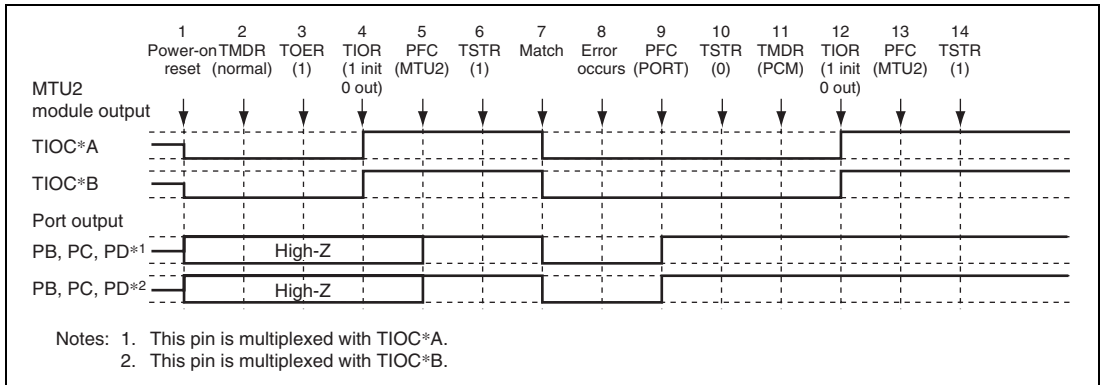 1 2 3 4 5 6 7 8 9 10 11 12 13 14
Power-on TMDR TOER TIOR PFC TSTR Match Error PFC TSTR TMDR TIOR PFC TSTR
reset (normal) (1) (1 init (MTU2) (1) occurs (PORT) (0) (PCM) (1 init (MTU2) (1)
0 out) 0 out)
MTU2
module output
TIOC*A
TIOC*B
Port output
PB, PC, PD*1 High-Z
PB, PC, PD*2 High-Z
Notes: 1. This pin is multiplexed with TIOC*A.
2. This pin is multiplexed with TIOC*B.